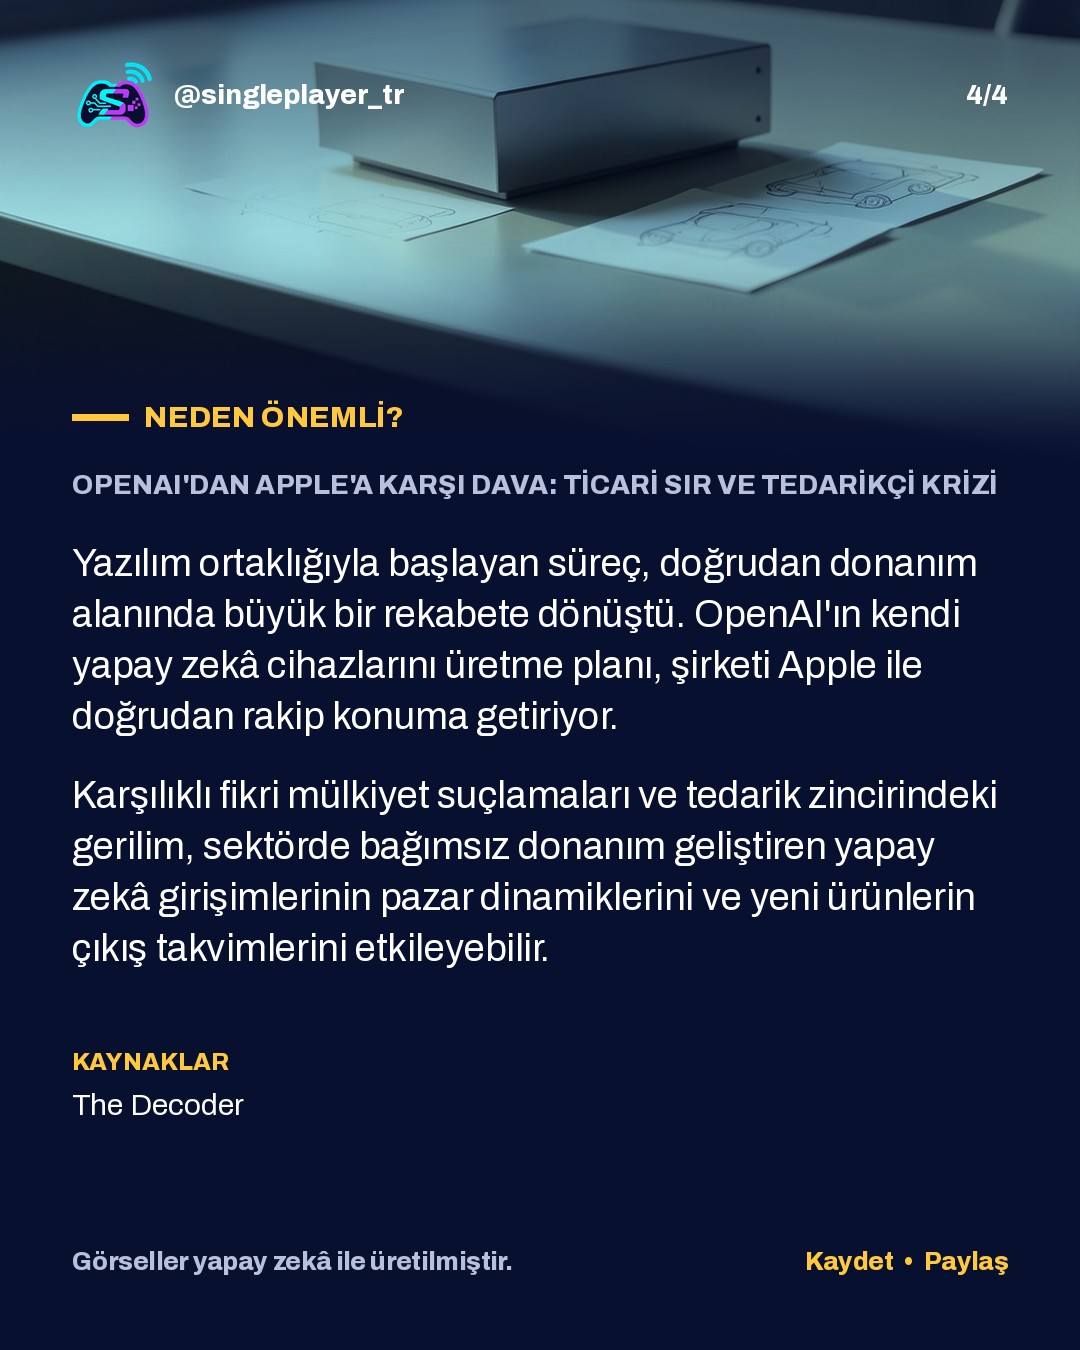 @singleplayer_tr
4/4
NEDEN ÖNEMLİ?
OPENAI'DAN APPLE'A KARŞI DAVA: TİCARİ SIR VE TEDARİKÇİ KRİZİ
Yazılım ortaklığıyla başlayan süreç, doğrudan donanım
alanında büyük bir rekabete dönüştü. OpenAI'ın kendi
yapay zekâ cihazlarını üretme planı, şirketi Apple ile
doğrudan rakip konuma getiriyor.
Karşılıklı fikri mülkiyet suçlamaları ve tedarik zincirindeki
gerilim, sektörde bağımsız donanım geliştiren yapay
zekâ girişimlerinin pazar dinamiklerini ve yeni ürünlerin
çıkış takvimlerini etkileyebilir.
KAYNAKLAR
The Decoder
Görseller yapay zekâ ile üretilmiştir.
Kaydet • Paylaş